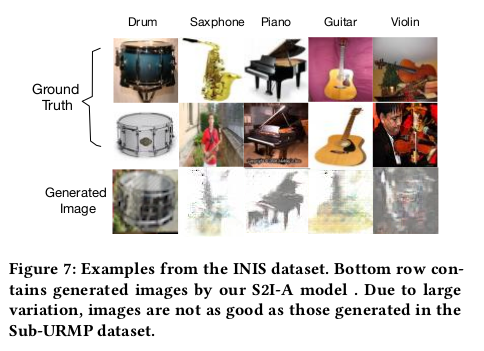 Drum Saxphone Piano Guitar Violin
Ground
Truth
Generated
Image
Figure 7: Examples from the INIS dataset. Bottom row con-
tains generated images by our S2I-A model . Due to large
variation, images are not as good as those generated in the
Sub-URMP dataset.